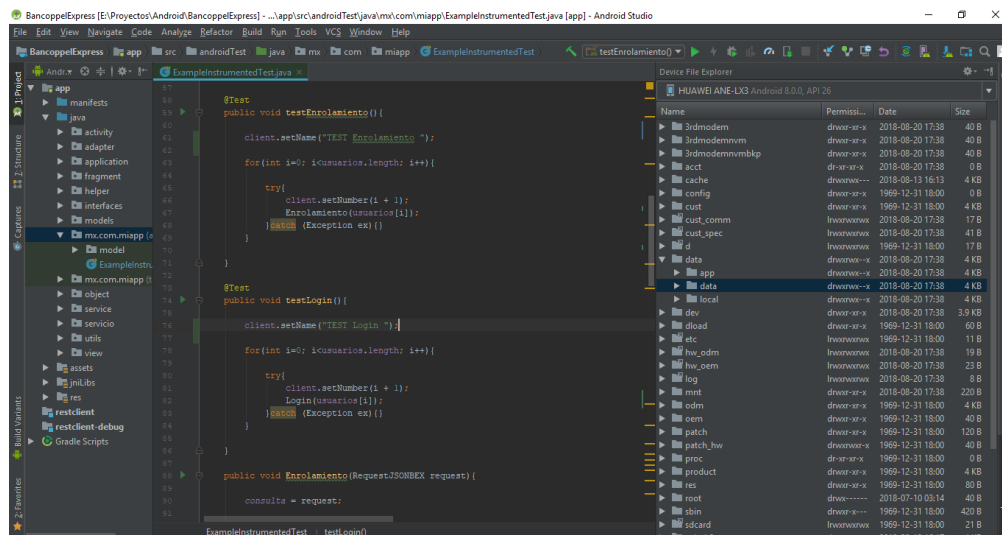 BancoppelExpress [E:\Proyectos\Android\BancoppelExpress] - ...\app\src\androidTest\java\mx\com\miapp\ExampleInstrumentedTest.java [app] - Android Studio
File Edit View Navigate Code Analyze Refactor Build Run Tools VCS Window Help
BancoppelExpress app src androidTest java mx com miapp ExampleInstrumentedTest testEnrolamiento()
1: Project
7: Structure
Captures
Build Variants
2: Favorites
Andr..
app
manifests
java
activity
adapter
application
fragment
helper
interfaces
models
mx.com.miapp (a
model
ExampleInstru
mx.com.miapp (t
object
service
servicio
utils
view
assets
jniLibs
res
restclient
restclient-debug
Gradle Scripts
ExampleInstrumentedTest.java ×
57
58 @Test
59 public void testEnrolamiento(){
60
61 client.setName("TEST Enrolamiento ");
62
63 for(int i=0; i<usuarios.length; i++){
64
65 try{
66 client.setNumber(i + 1);
67 Enrolamiento(usuarios[i]);
68 }catch (Exception ex){}
69 }
70
71 }
72
73 @Test
74 public void testLogin(){
75
76 client.setName("TEST Login ");
77
78 for(int i=0; i<usuarios.length; i++){
79
80 try{
81 client.setNumber(i + 1);
82 Login(usuarios[i]);
83 }catch (Exception ex){}
84 }
85
86 }
87
88 public void Enrolamiento(RequestJSONBEX request){
89
90 consulta = request;
91
ExampleInstrumentedTest › testLogin()
Device File Explorer
HUAWEI ANE-LX3 Android 8.0.0, API 26
Name Permissi... Date Size
3rdmodem drwxr-xr-x 2018-08-20 17:38 40 B
3rdmodemnvm drwxr-xr-x 2018-08-20 17:38 40 B
3rdmodemnvmbkp drwxr-xr-x 2018-08-20 17:38 40 B
acct dr-xr-xr-x 2018-08-20 17:38 0 B
cache drwxrwx--- 2018-08-13 16:13 4 KB
config drwxr-xr-x 1969-12-31 18:00 0 B
cust drwxr-xr-x 1969-12-31 18:00 4 KB
cust_comm lrwxrwxrwx 2018-08-20 17:38 17 B
cust_spec lrwxrwxrwx 2018-08-20 17:38 41 B
d lrwxrwxrwx 1969-12-31 18:00 17 B
data drwxrwx--x 2018-08-20 17:38 4 KB
app drwxrwx--x 2018-08-20 17:38 4 KB
data drwxrwx--x 2018-08-20 17:38 4 KB
local drwxrwx--x 2018-08-20 17:38 4 KB
dev drwxr-xr-x 2018-08-20 17:38 3.9 KB
dload drwxr-xr-x 1969-12-31 18:00 60 B
etc lrwxrwxrwx 1969-12-31 18:00 11 B
hw_odm lrwxrwxrwx 2018-08-20 17:38 19 B
hw_oem lrwxrwxrwx 2018-08-20 17:38 23 B
log lrwxrwxrwx 2018-08-20 17:38 8 B
mnt drwxr-xr-x 2018-08-20 17:38 220 B
odm drwxr-xr-x 1969-12-31 18:00 4 KB
oem drwxr-xr-x 1969-12-31 18:00 40 B
patch drwxr-xr-x 1969-12-31 18:00 120 B
patch_hw drwxrwxr-x 1969-12-31 18:00 40 B
proc dr-xr-xr-x 1969-12-31 18:00 0 B
product drwxr-xr-x 1969-12-31 18:00 4 KB
res drwxr-xr-x 1969-12-31 18:00 80 B
root drwx------ 2018-07-10 03:14 40 B
sbin drwxr-x--- 1969-12-31 18:00 420 B
sdcard lrwxrwxrwx 1969-12-31 18:00 21 B